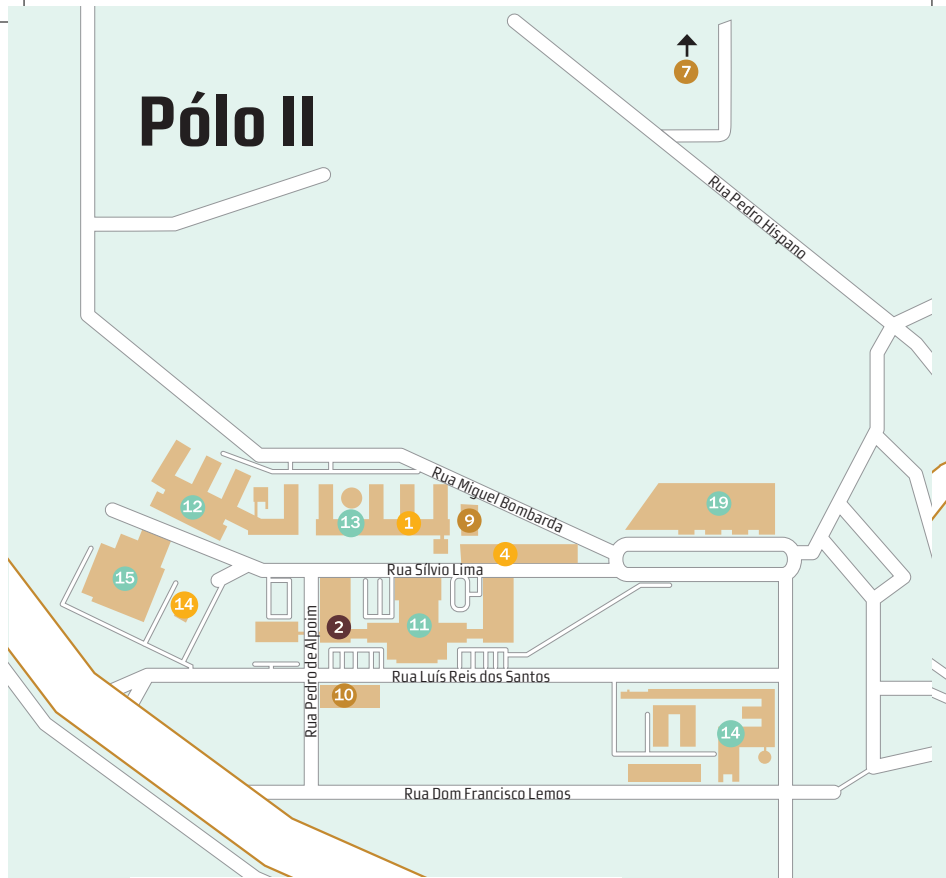 7
Pólo II
Rua Pedro Hispano
Rua Miguel Bombarda
12
13
1
9
19
4
Rua Sílvio Lima
15
14
2
11
Rua Pedro de Alpoim
Rua Luís Reis dos Santos
10
14
Rua Dom Francisco Lemos